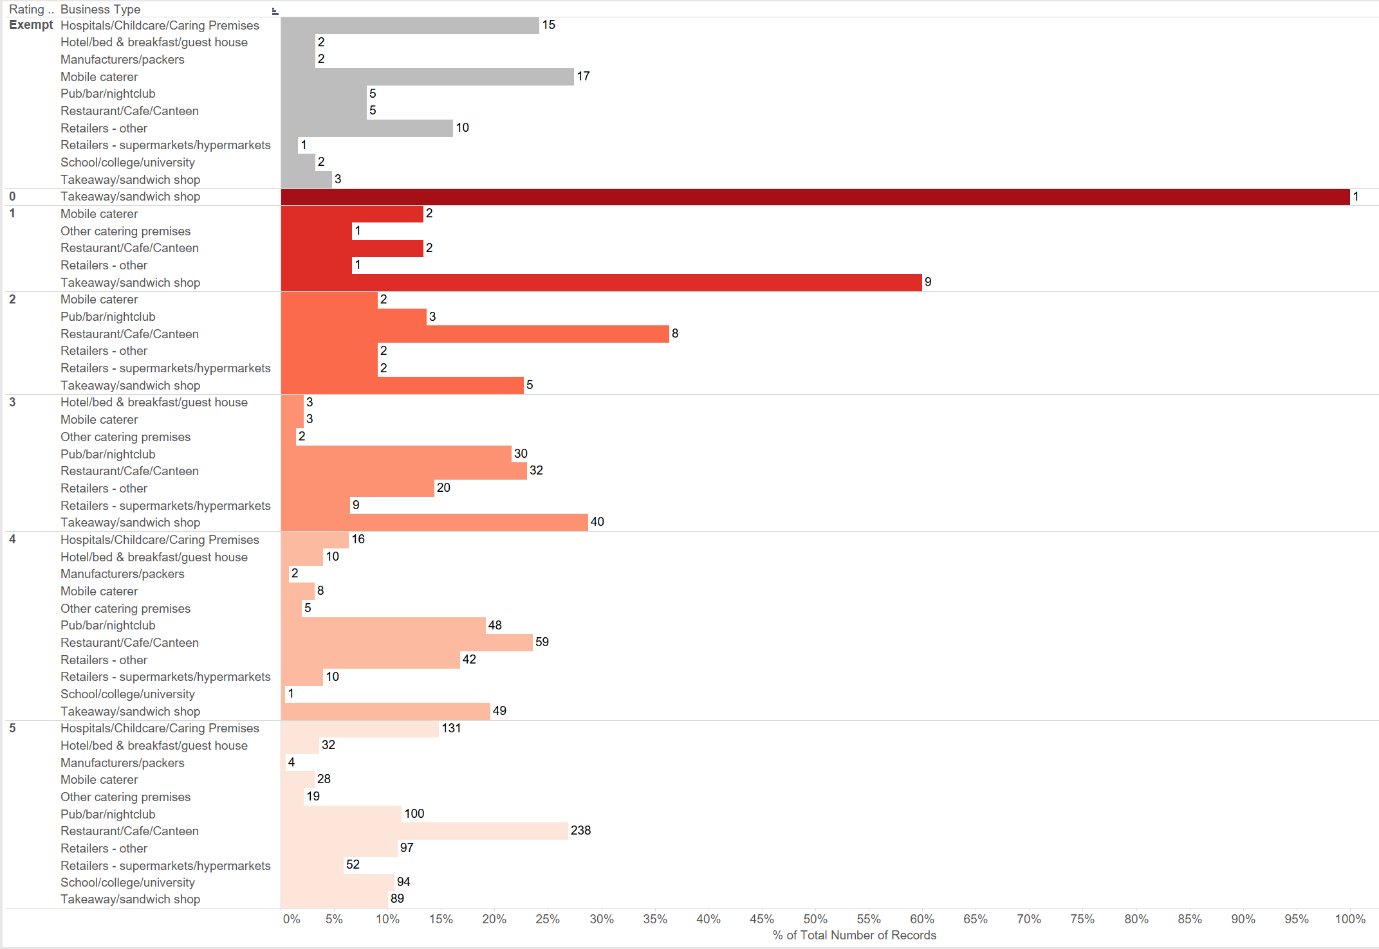 Rating .. Business Type
Exempt Hospitals/Childcare/Caring Premises 15
Hotel/bed & breakfast/guest house 2
Manufacturers/packers 2
Mobile caterer 17
Pub/bar/nightclub 5
Restaurant/Cafe/Canteen 5
Retailers - other 10
Retailers - supermarkets/hypermarkets 1
School/college/university 2
Takeaway/sandwich shop 3
0 Takeaway/sandwich shop 1
1 Mobile caterer 2
Other catering premises 1
Restaurant/Cafe/Canteen 2
Retailers - other 1
Takeaway/sandwich shop 9
2 Mobile caterer 2
Pub/bar/nightclub 3
Restaurant/Cafe/Canteen 8
Retailers - other 2
Retailers - supermarkets/hypermarkets 2
Takeaway/sandwich shop 5
3 Hotel/bed & breakfast/guest house 3
Mobile caterer 3
Other catering premises 2
Pub/bar/nightclub 30
Restaurant/Cafe/Canteen 32
Retailers - other 20
Retailers - supermarkets/hypermarkets 9
Takeaway/sandwich shop 40
4 Hospitals/Childcare/Caring Premises 16
Hotel/bed & breakfast/guest house 10
Manufacturers/packers 2
Mobile caterer 8
Other catering premises 5
Pub/bar/nightclub 48
Restaurant/Cafe/Canteen 59
Retailers - other 42
Retailers - supermarkets/hypermarkets 10
School/college/university 1
Takeaway/sandwich shop 49
5 Hospitals/Childcare/Caring Premises 131
Hotel/bed & breakfast/guest house 32
Manufacturers/packers 4
Mobile caterer 28
Other catering premises 19
Pub/bar/nightclub 100
Restaurant/Cafe/Canteen 238
Retailers - other 97
Retailers - supermarkets/hypermarkets 52
School/college/university 94
Takeaway/sandwich shop 89
0% 5% 10% 15% 20% 25% 30% 35% 40% 45% 50% 55% 60% 65% 70% 75% 80% 85% 90% 95% 100%
% of Total Number of Records